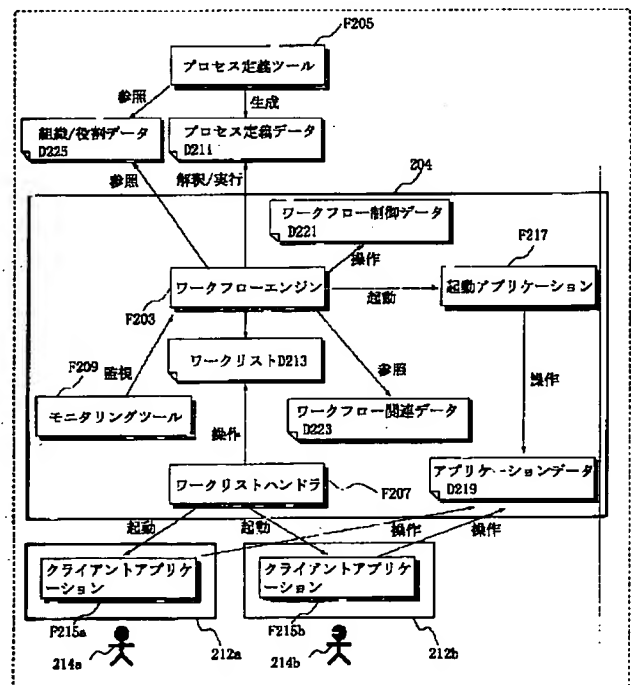 F205
プロセス定義ツール
参照
生成
組織/役割データ
D225
プロセス定義データ
D211
参照
解釈/実行
204
ワークフロー制御データ
D221
F217
操作
ワークフローエンジン
起動
起動アプリケーション
F203
F209
監視
ワークリストD213
参照
操作
モニタリングツール
操作
ワークフロー関連データ
D223
アプリケーションデータ
D219
ワークリストハンドラ
F207
起動
起動
操作
操作
クライアントアプリケ
ーション
クライアントアプリケ
ーション
F215a
F215b
214a
212a
214b
212b